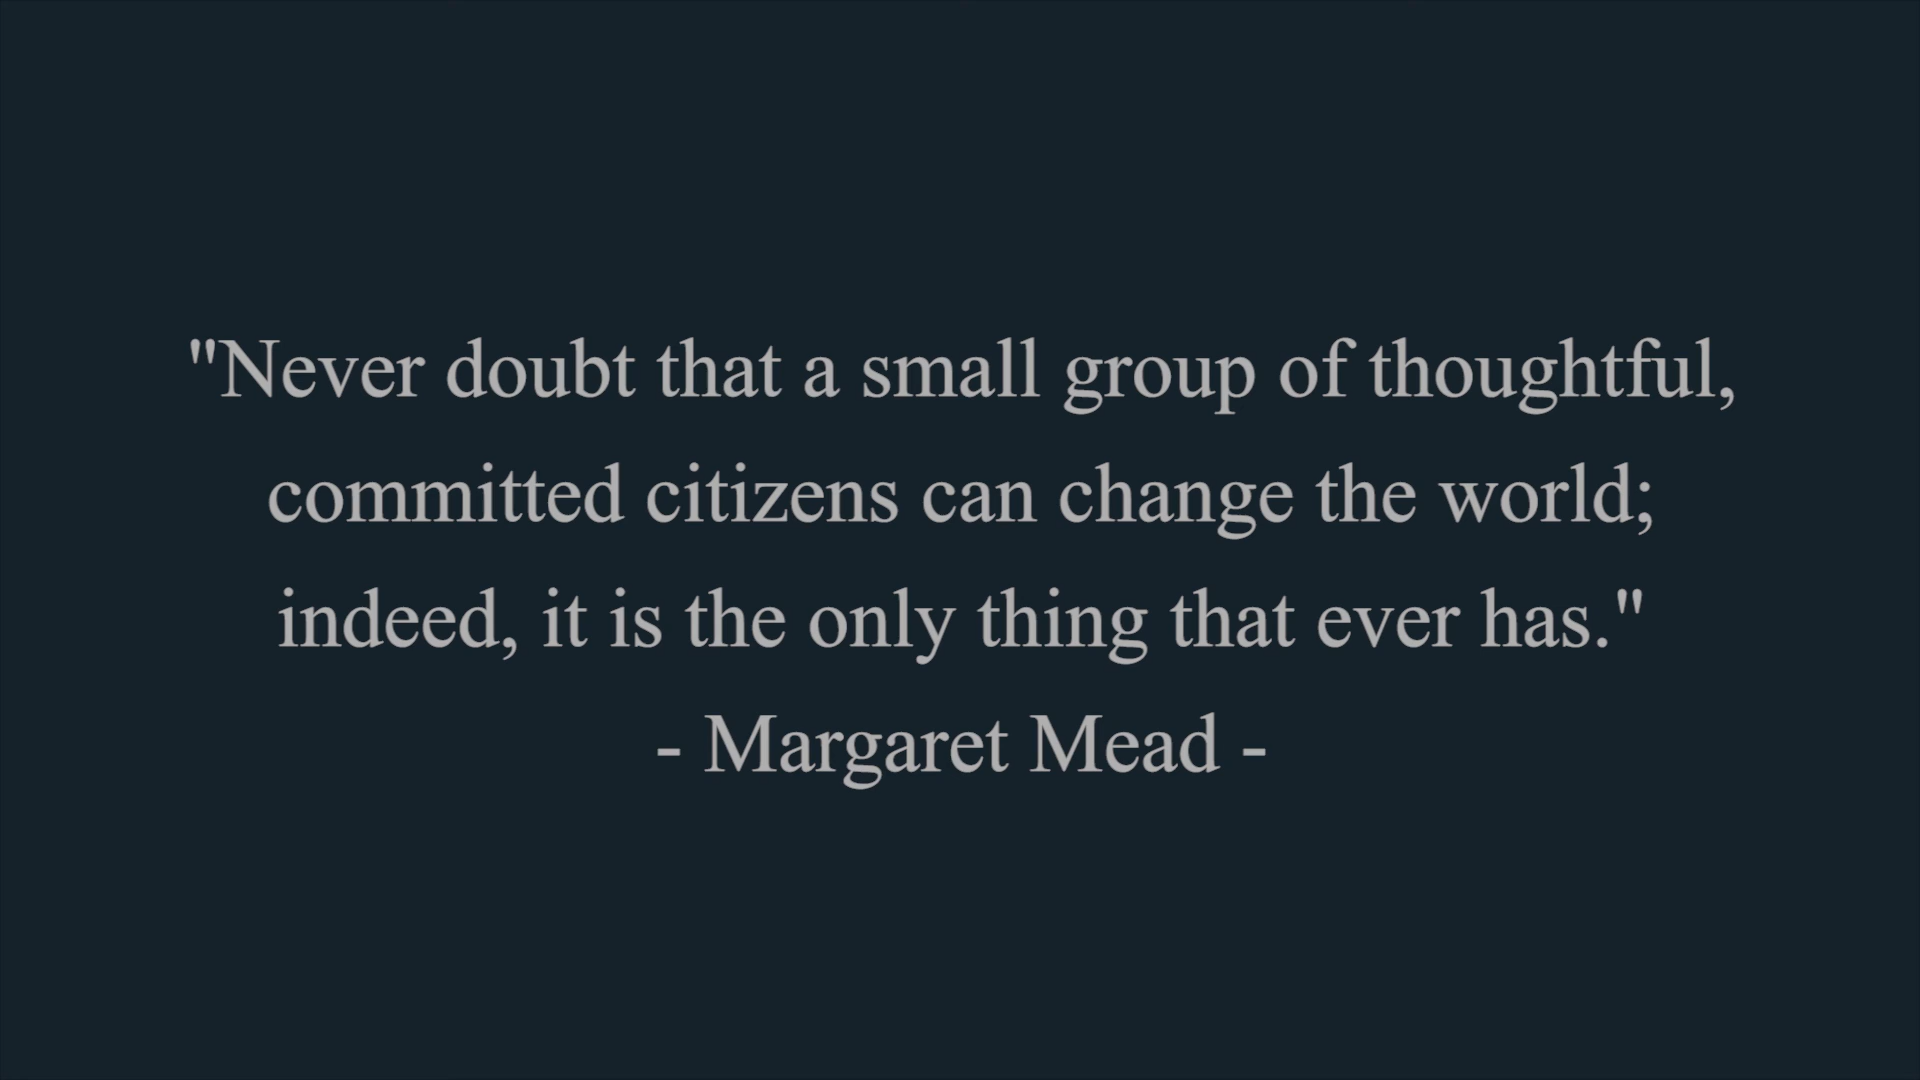 "Never doubt that a small group of thoughtful,
committed citizens can change the world;
indeed, it is the only thing that ever has."
- Margaret Mead -